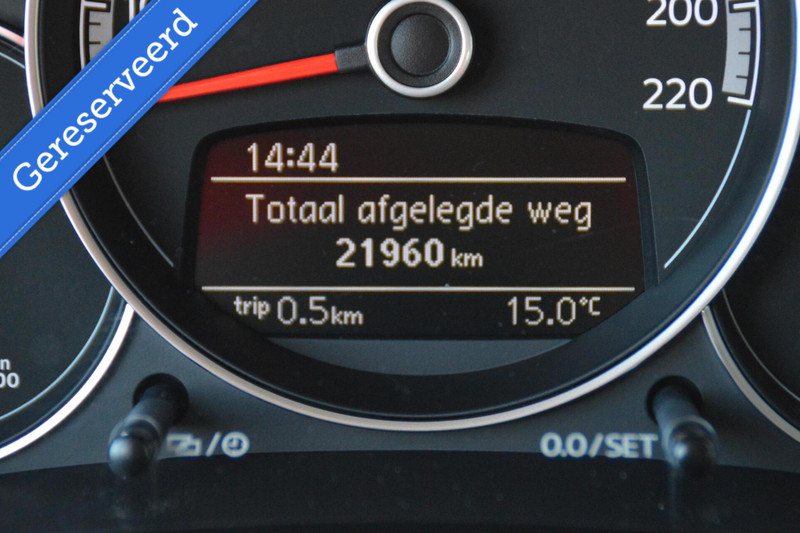 Gereserveerd
200
220
14:44
Totaal afgelegde weg
21960 km
trip 0.5km 15.0°C
0.0/SET